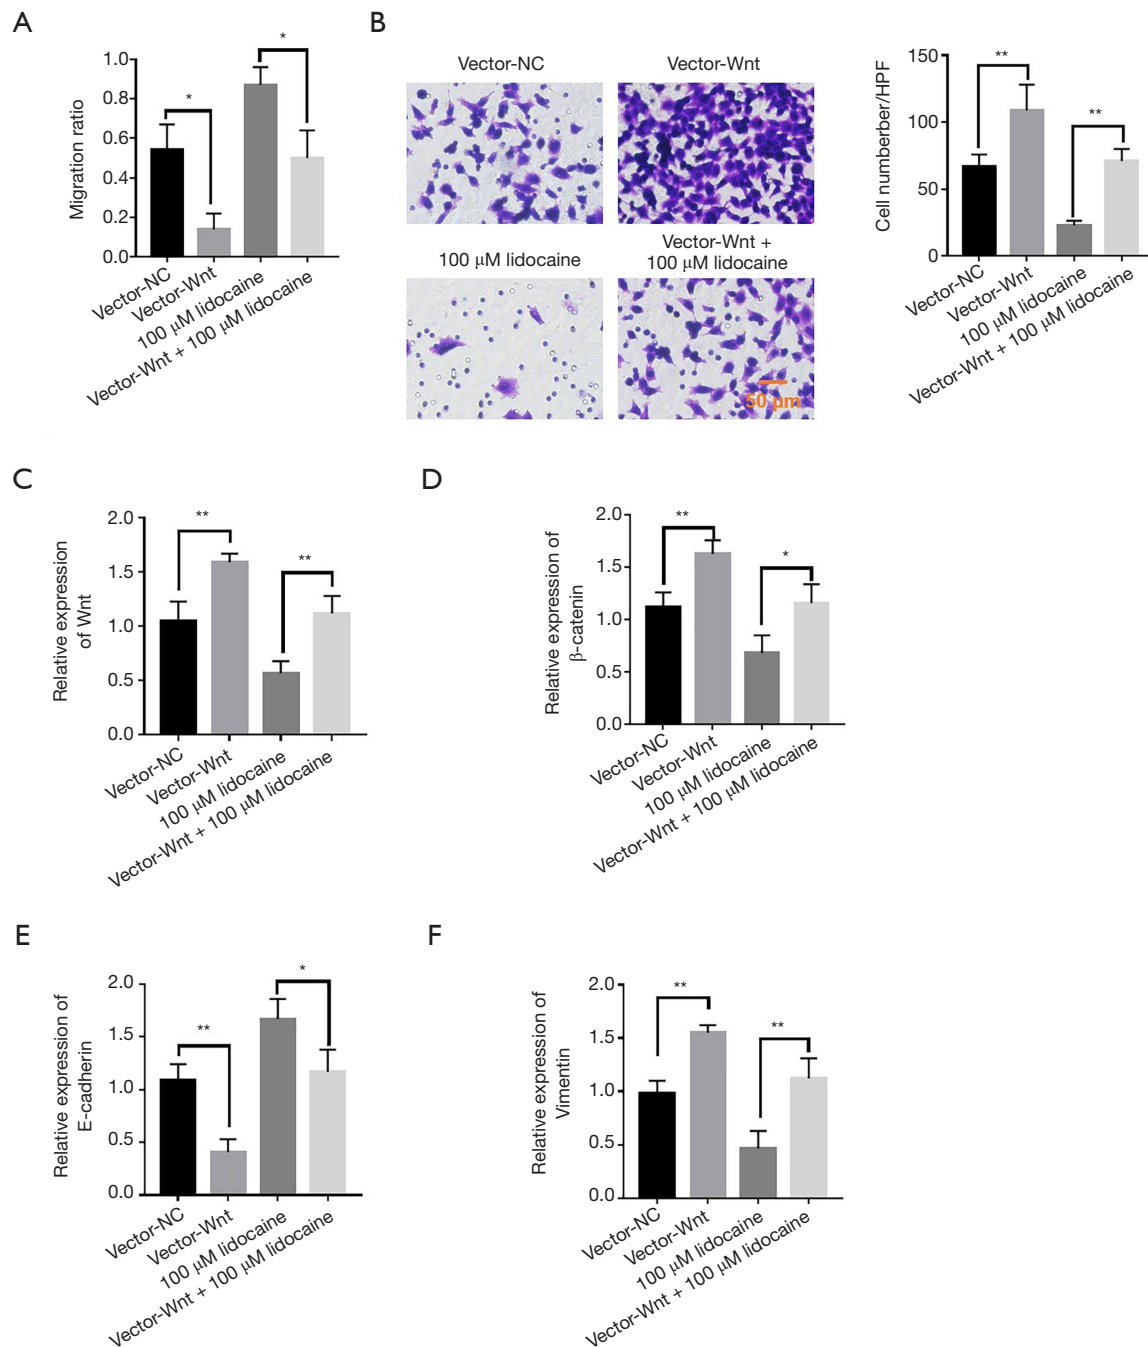 A
Migration ratio
1.0
0.8
0.6
0.4
0.2
0.0
*
*
Vector-NC
Vector-Wnt
100 μM lidocaine
Vector-Wnt + 100 μM lidocaine
B
Vector-NC
Vector-Wnt
100 μM lidocaine
Vector-Wnt +
100 μM lidocaine
50 μm
Cell numberber/HPF
150
100
50
0
**
**
Vector-NC
Vector-Wnt
100 μM lidocaine
Vector-Wnt + 100 μM lidocaine
C
Relative expression
of Wnt
2.0
1.5
1.0
0.5
0.0
**
**
Vector-NC
Vector-Wnt
100 μM lidocaine
Vector-Wnt + 100 μM lidocaine
D
Relative expression of
β-catenin
2.0
1.5
1.0
0.5
0.0
**
*
Vector-NC
Vector-Wnt
100 μM lidocaine
Vector-Wnt + 100 μM lidocaine
E
Relative expression of
E-cadherin
2.0
1.5
1.0
0.5
0.0
**
*
Vector-NC
Vector-Wnt
100 μM lidocaine
Vector-Wnt + 100 μM lidocaine
F
Relative expression of
Vimentin
2.0
1.5
1.0
0.5
0.0
**
**
Vector-NC
Vector-Wnt
100 μM lidocaine
Vector-Wnt + 100 μM lidocaine